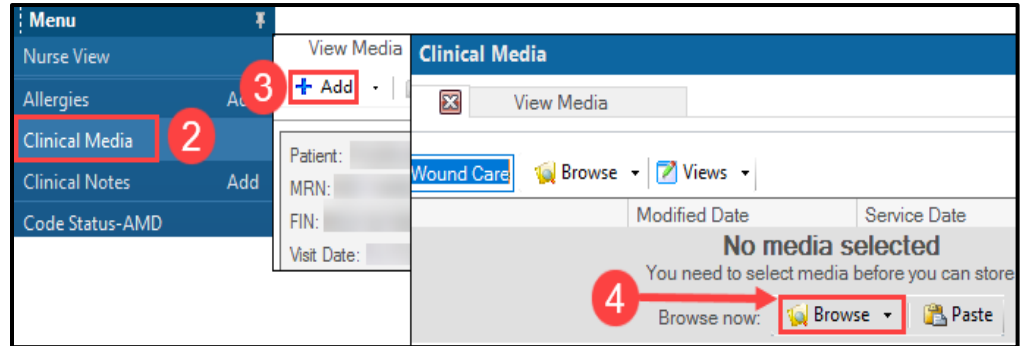 Menu
Nurse View
Allergies
Clinical Media
2
Clinical Notes Add
Code Status-AMD
View Media
3
Add
Patient:
MRN:
FIN:
Visit Date:
Clinical Media
View Media
Wound Care Browse Views
Modified Date Service Date
No media selected
You need to select media before you can store
4
Browse now: Browse Paste